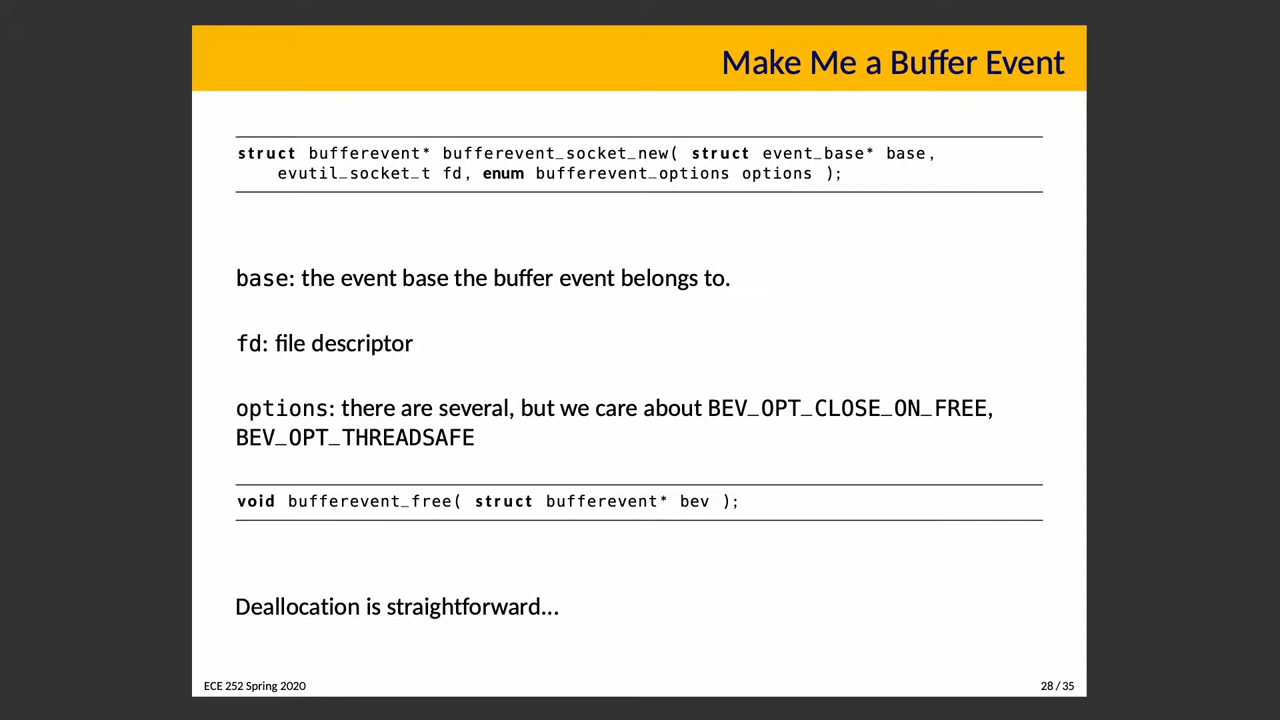 Make Me a Buffer Event
struct bufferevent* bufferevent_socket_new( struct event_base* base,
evutil_socket_t fd, enum bufferevent_options options );
base: the event base the buffer event belongs to.
fd: file descriptor
options: there are several, but we care about BEV_OPT_CLOSE_ON_FREE,
BEV_OPT_THREADSAFE
void bufferevent_free( struct bufferevent* bev );
Deallocation is straightforward...
ECE 252 Spring 2020
28 / 35